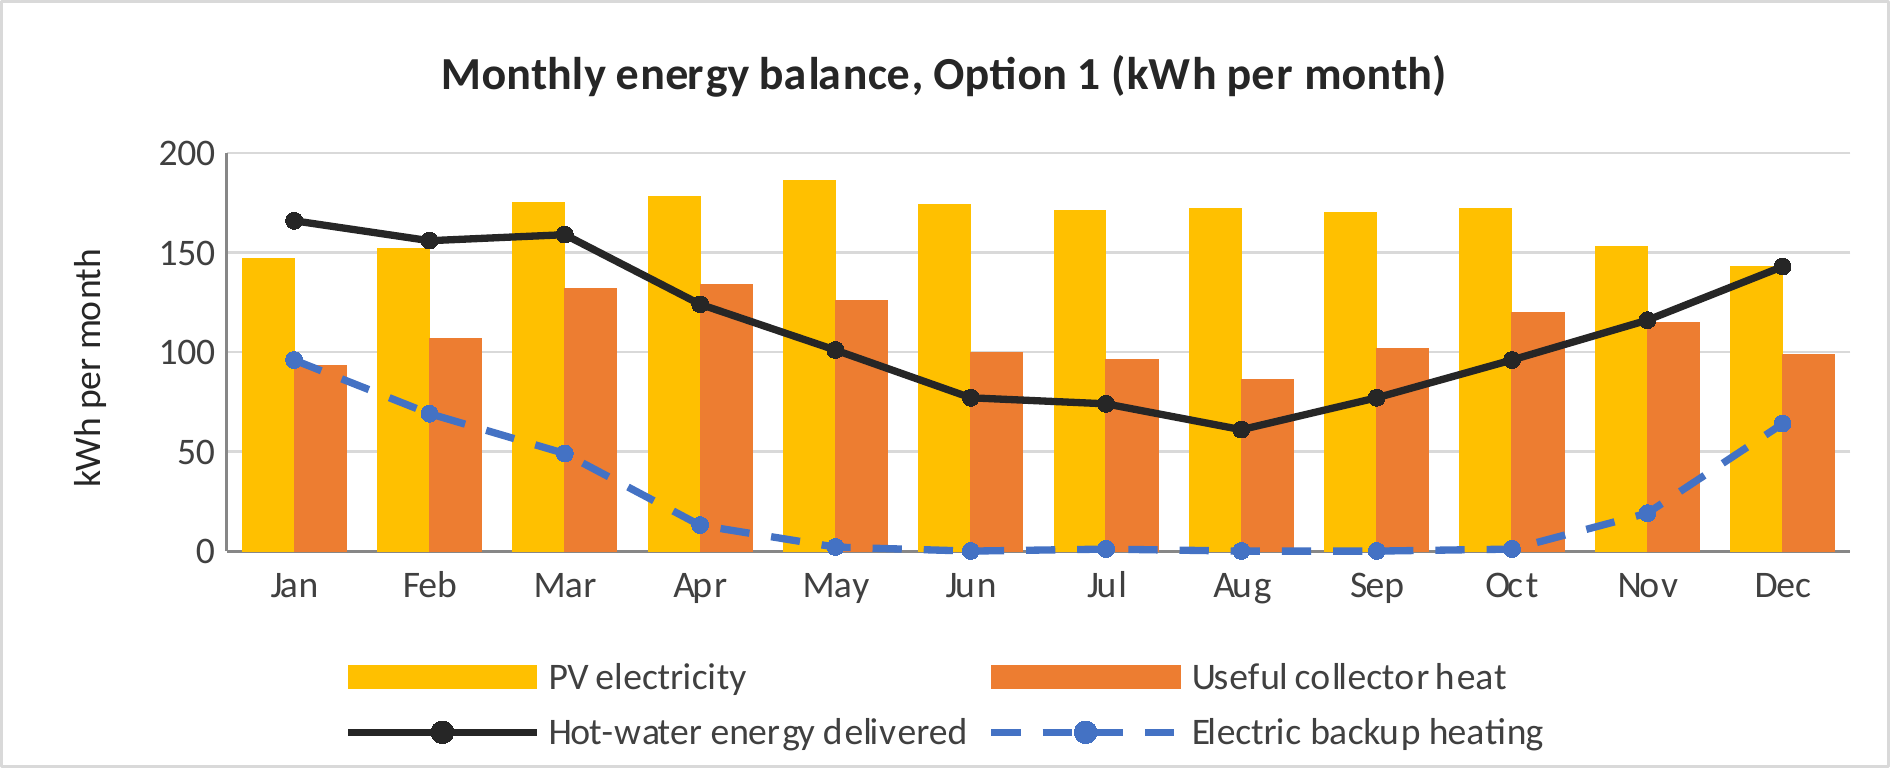 Monthly energy balance, Option 1 (kWh per month)
kWh per month
200
150
100
50
0
Jan Feb Mar Apr May Jun Jul Aug Sep Oct Nov Dec
PV electricity Useful collector heat
Hot-water energy delivered Electric backup heating